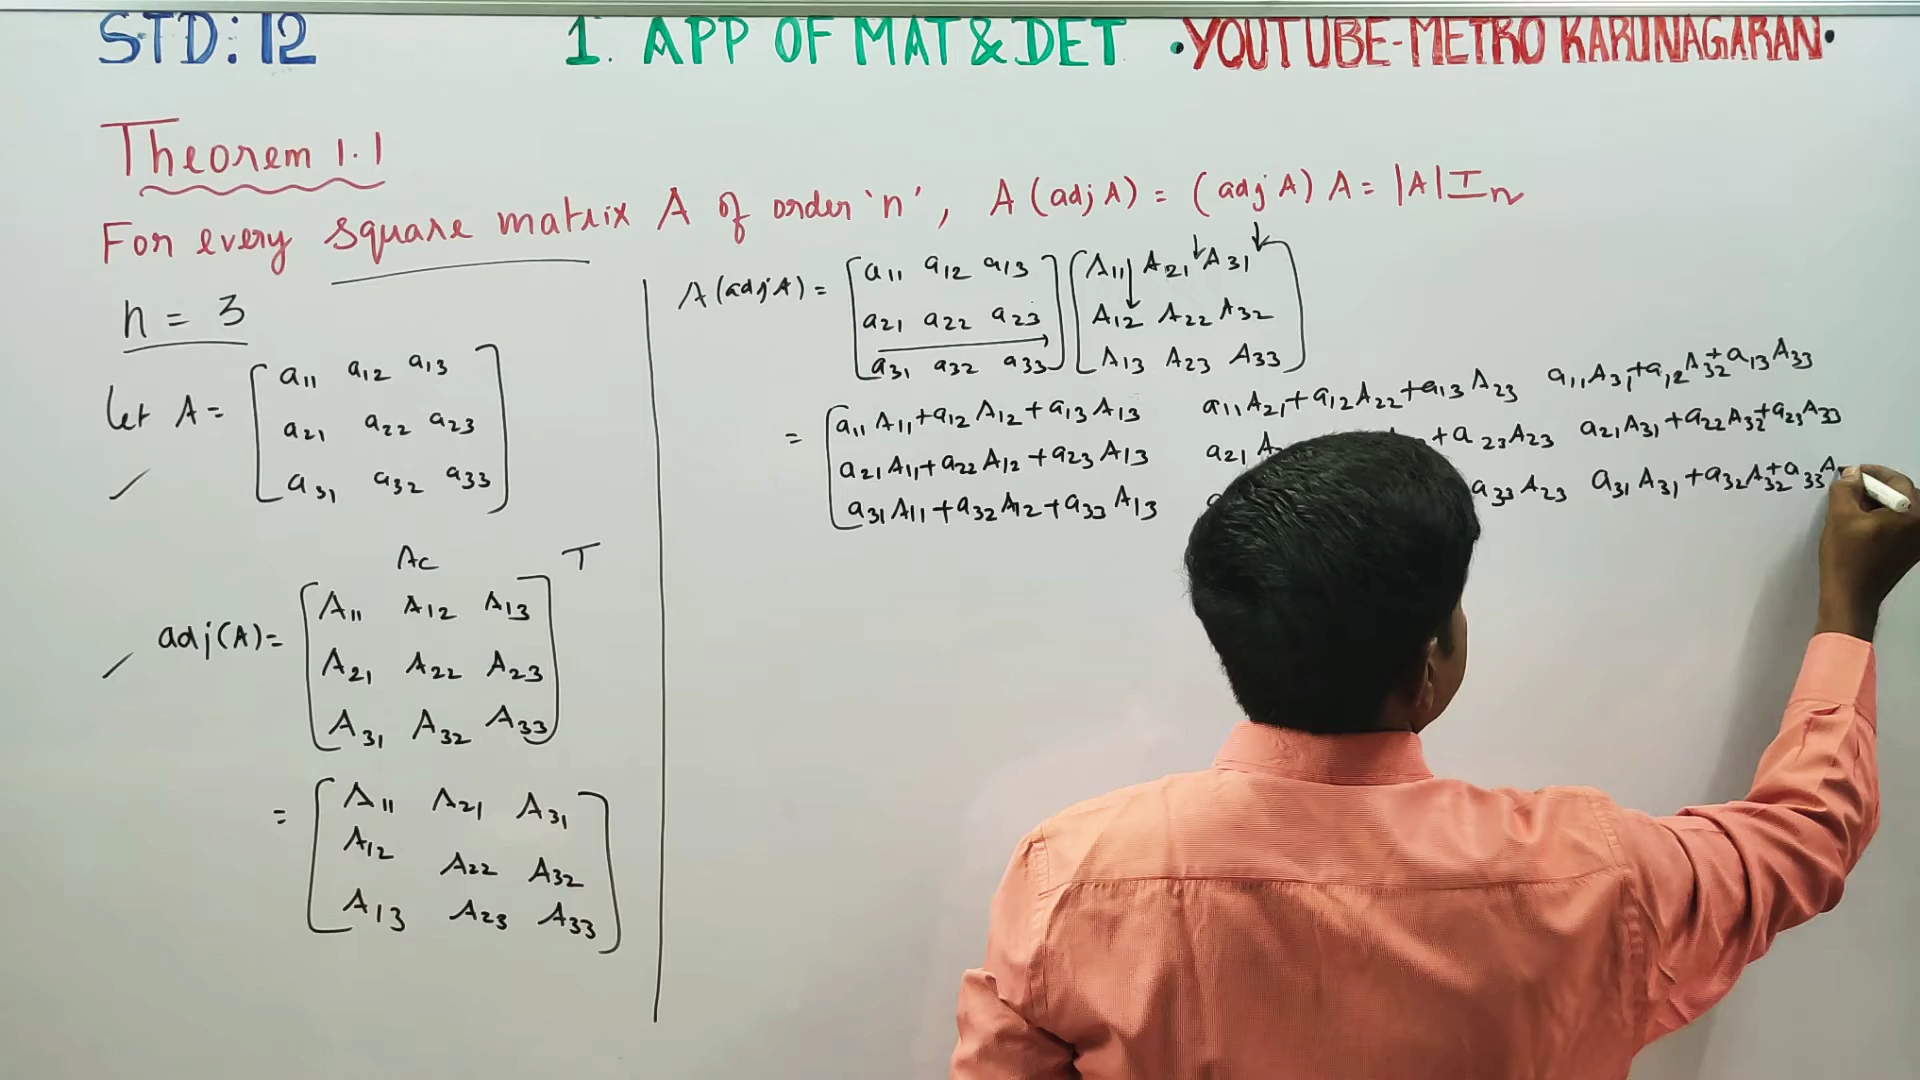 STD: 12 1. APP OF MAT & DET •YOUTUBE-METRO KARUNAGARAN•
Theorem 1.1
For every square matrix A of order 'n', A (adj A) = (adj A) A = |A| In
n = 3
let A = [ a11 a12 a13
a21 a22 a23
a31 a32 a33 ]
Ac T
adj(A) = [ A11 A12 A13
A21 A22 A23
A31 A32 A33 ]
= [ A11 A21 A31
A12 A22 A32
A13 A23 A33 ]
A (adj A) = [ a11 a12 a13 ] [ A11 A21 A31 ]
a21 a22 a23 A12 A22 A32
a31 a32 a33 A13 A23 A33
= [ a11 A11 + a12 A12 + a13 A13 a11 A21 + a12 A22 + a13 A23 a11 A31 + a12 A32 + a13 A33
a21 A11 + a22 A12 + a23 A13 a21 + a23 A23 a21 A31 + a22 A32 + a23 A33
a31 A11 + a32 A12 + a33 A13 a33 A23 a31 A31 + a32 A32 + a33 A